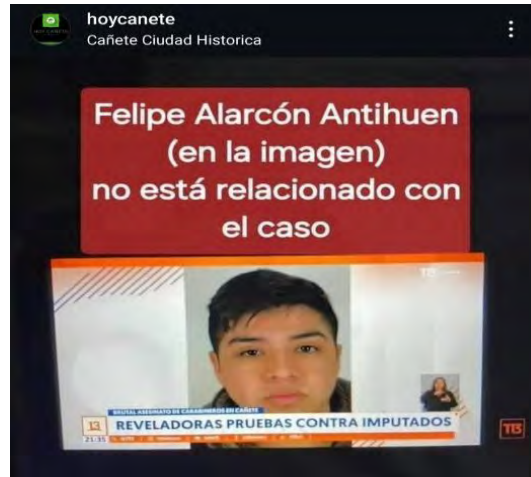 hoycanete
Cañete Ciudad Historica
Felipe Alarcón Antihuen
(en la imagen)
no está relacionado con
el caso
T13
BRUTAL ASESINATO DE CARABINEROS EN CAÑETE
13
REVELADORAS PRUEBAS CONTRA IMPUTADOS
21:35
T13